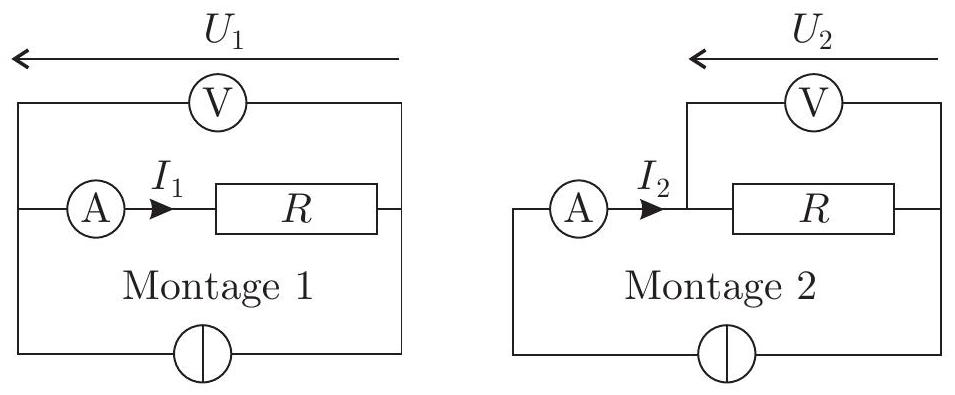 U₁
V
A
I₁
R
Montage 1
U₂
V
A
I₂
R
Montage 2